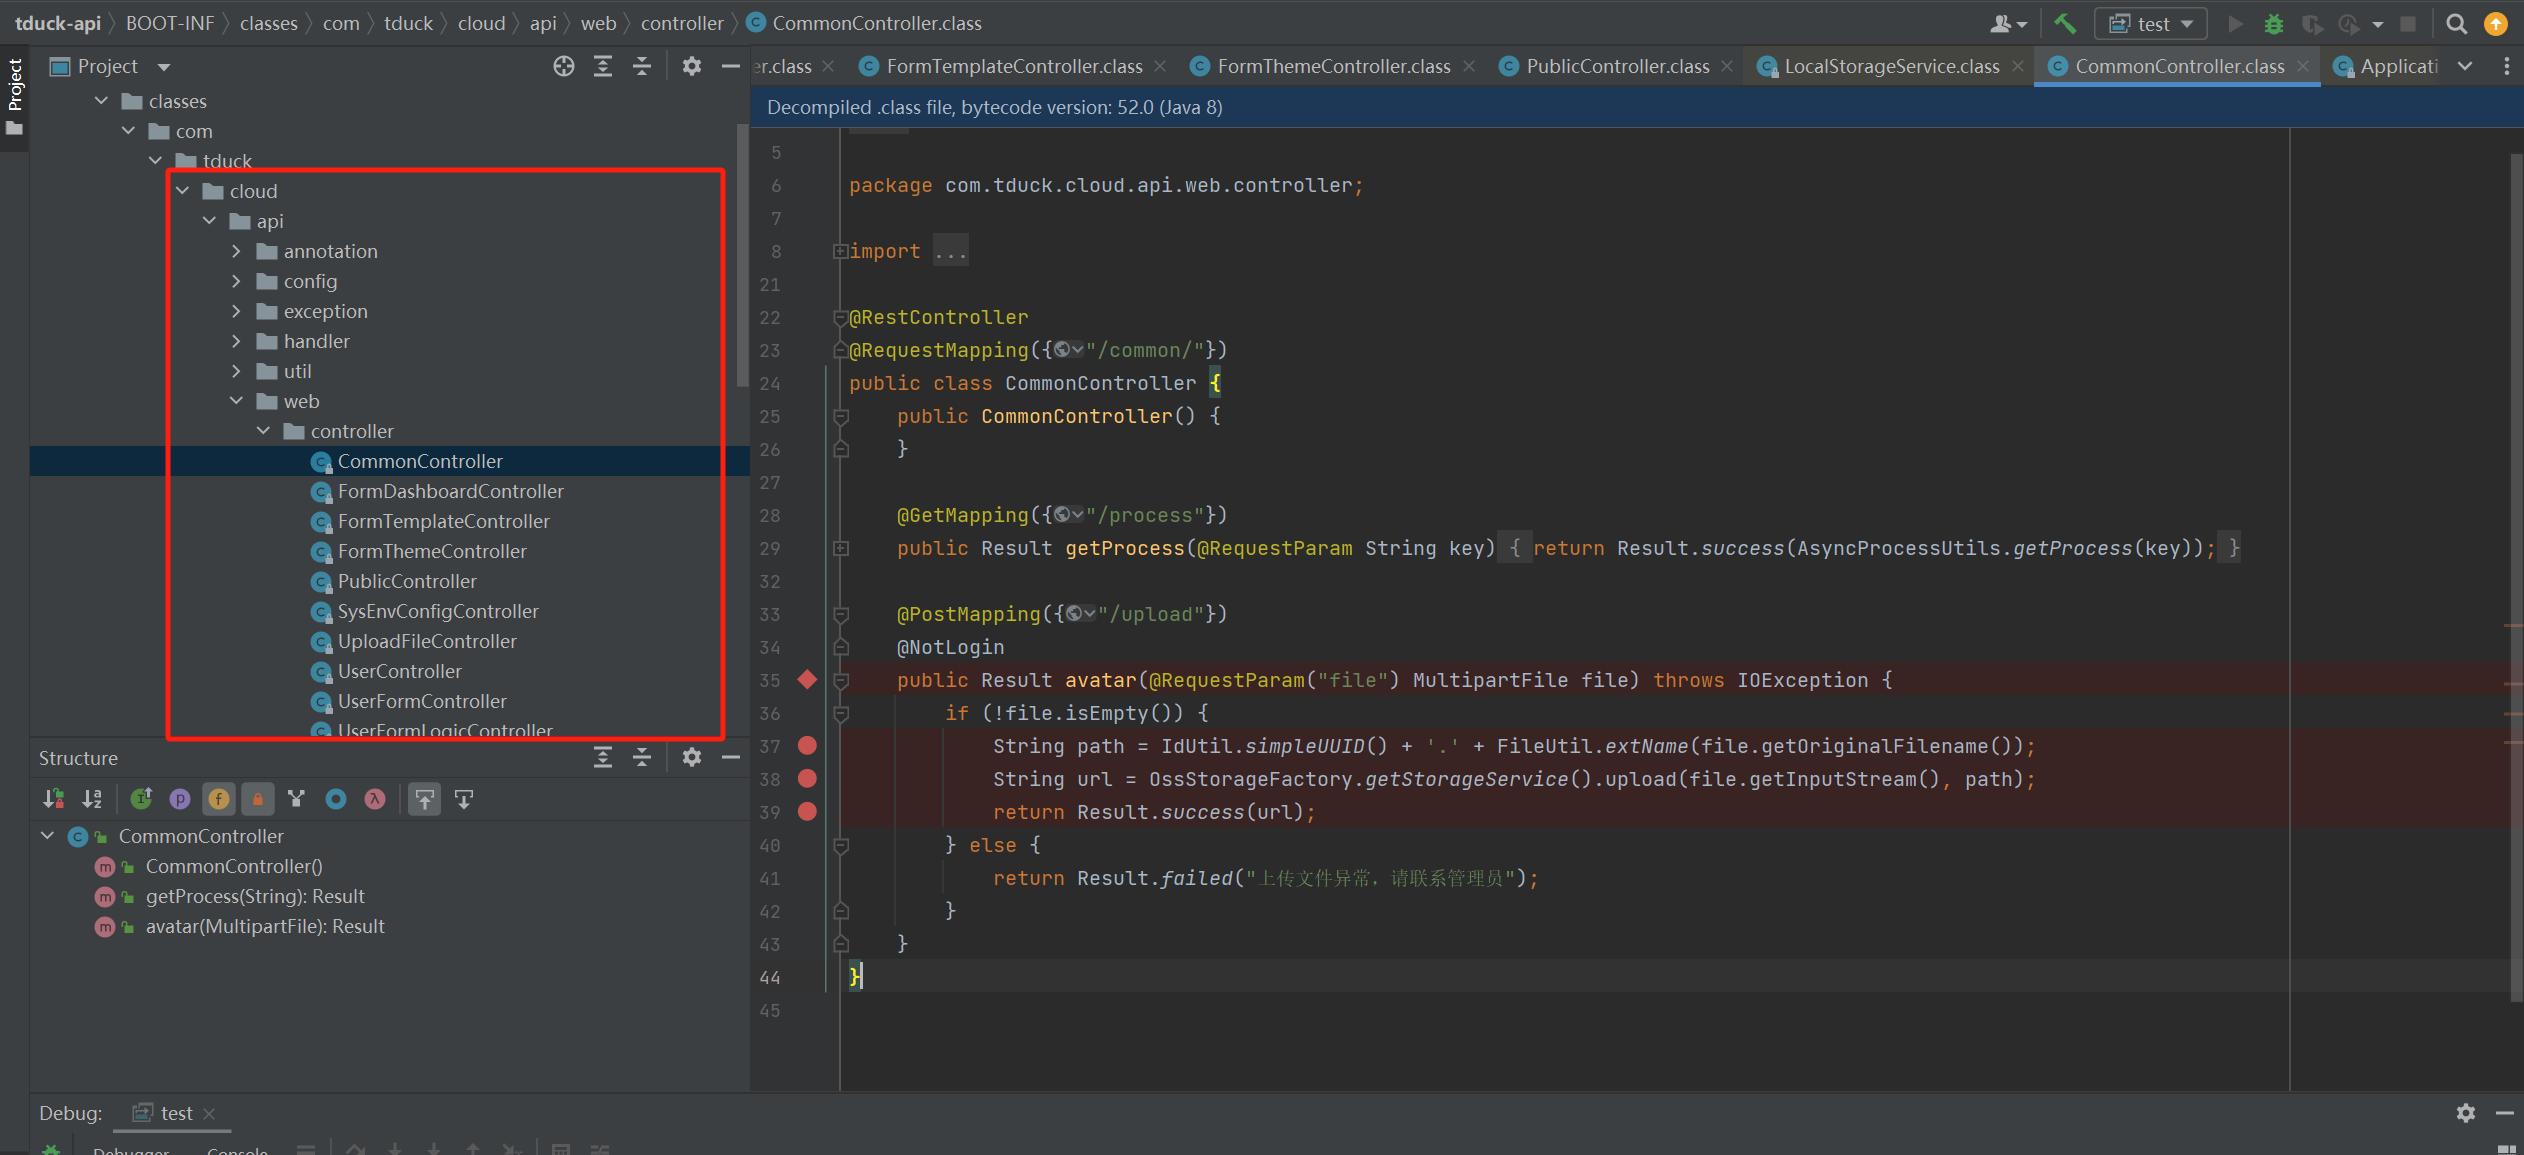 tduck-api BOOT-INF classes com tduck cloud api web controller CommonController.class
test
Project
Project
er.class FormTemplateController.class FormThemeController.class PublicController.class LocalStorageService.class CommonController.class Applicati
Decompiled .class file, bytecode version: 52.0 (Java 8)
classes
com
tduck
cloud
api
annotation
config
exception
handler
util
web
controller
CommonController
FormDashboardController
FormTemplateController
FormThemeController
PublicController
SysEnvConfigController
UploadFileController
UserController
UserFormController
UserFormLogicController
Structure
CommonController
CommonController()
getProcess(String): Result
avatar(MultipartFile): Result
5
6 package com.tduck.cloud.api.web.controller;
7
8 import ...
21
22 @RestController
23 @RequestMapping({"/common/"})
24 public class CommonController {
25 public CommonController() {
26 }
27
28 @GetMapping({"/process"})
29 public Result getProcess(@RequestParam String key) { return Result.success(AsyncProcessUtils.getProcess(key)); }
32
33 @PostMapping({"/upload"})
34 @NotLogin
35 public Result avatar(@RequestParam("file") MultipartFile file) throws IOException {
36 if (!file.isEmpty()) {
37 String path = IdUtil.simpleUUID() + '.' + FileUtil.extName(file.getOriginalFilename());
38 String url = OssStorageFactory.getStorageService().upload(file.getInputStream(), path);
39 return Result.success(url);
40 } else {
41 return Result.failed("上传文件异常，请联系管理员");
42 }
43 }
44 }
45
Debug: test
Debugger Console